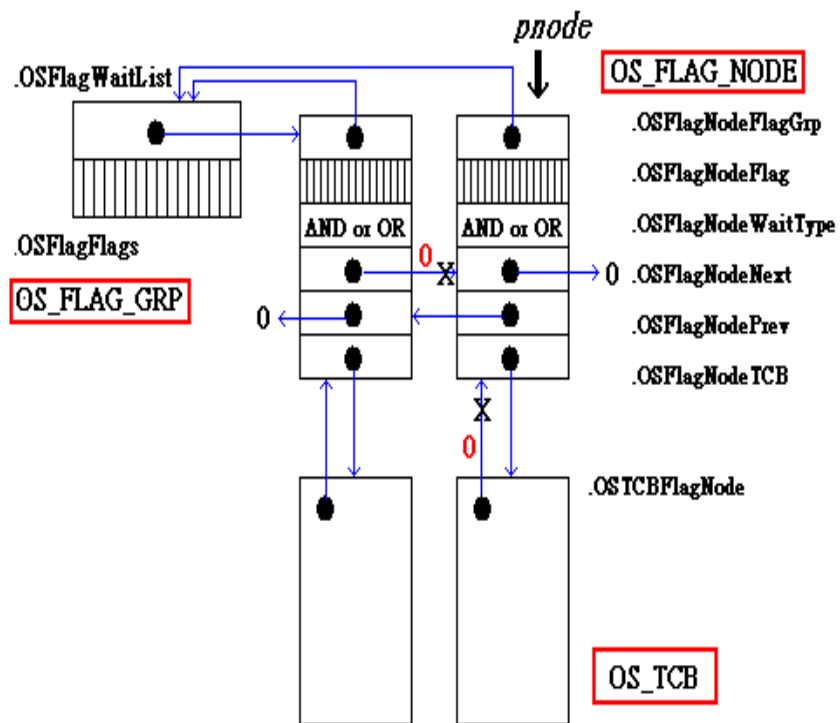 pnode
OS_FLAG_NODE
.OSFlagWaitList
.OSFlagNodeFlagGrp
.OSFlagNodeFlag
AND or OR
AND or OR
.OSFlagNodeWaitType
.OSFlagFlags
0
X
0
.OSFlagNodeNext
OS_FLAG_GRP
0
.OSFlagNodePrev
.OSFlagNodeTCB
X
0
.OSTCBFlagNode
OS_TCB